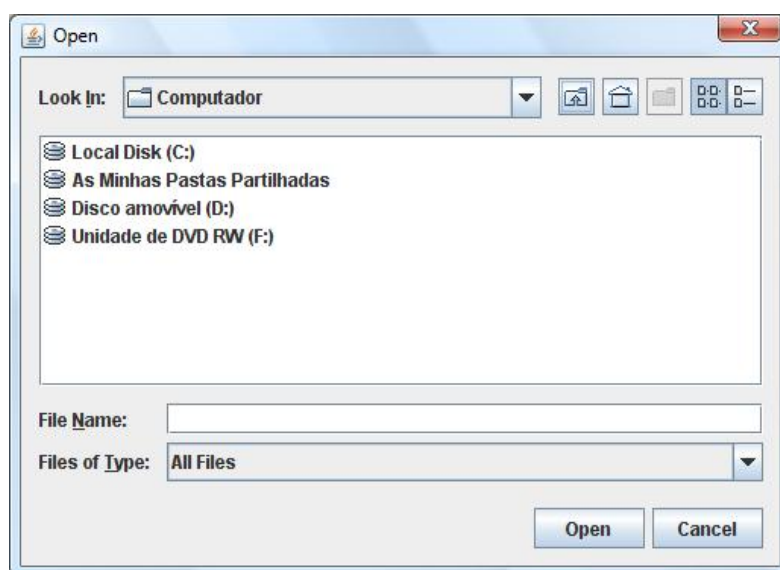 Open
Look In: Computador
Local Disk (C:)
As Minhas Pastas Partilhadas
Disco amovível (D:)
Unidade de DVD RW (F:)
File Name:
Files of Type: All Files
Open Cancel